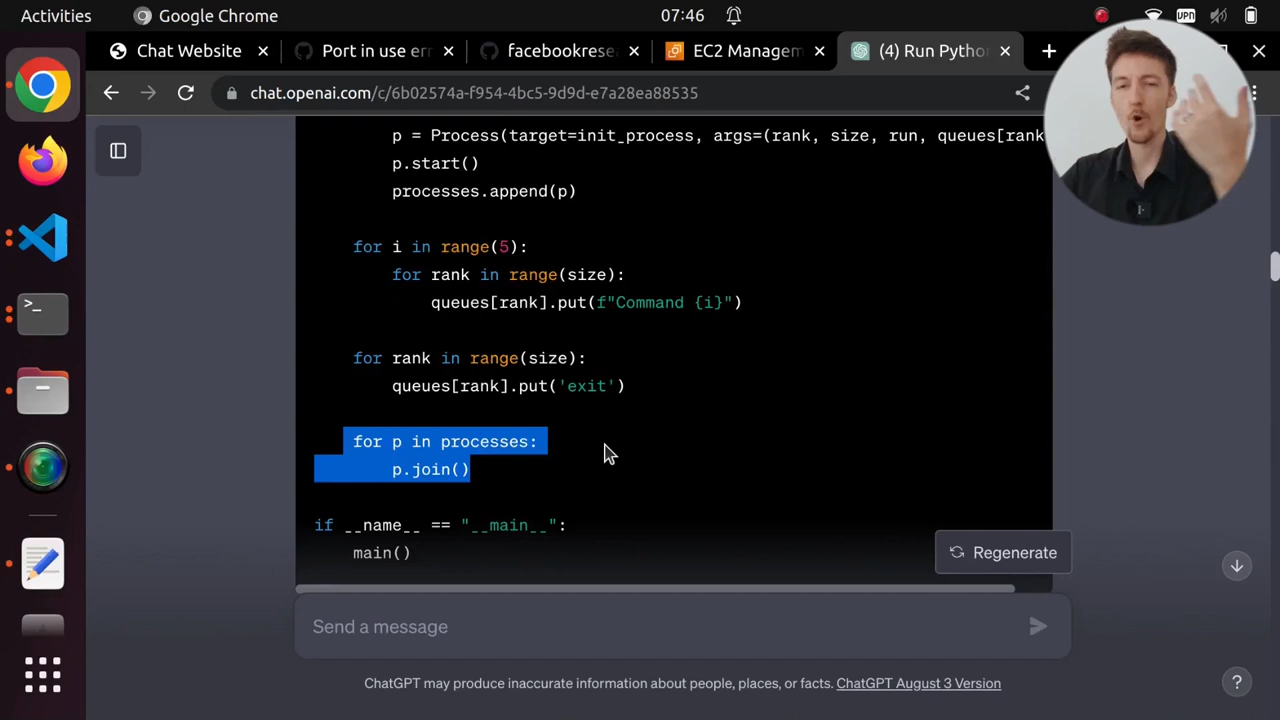 Activities
Google Chrome
07:46
VPN
Chat Website
Port in use err
facebookrese
EC2 Managem
(4) Run Pytho
chat.openai.com/c/6b02574a-f954-4bc5-9d9d-e7a28ea88535
p = Process(target=init_process, args=(rank, size, run, queues[rank
p.start()
processes.append(p)
for i in range(5):
for rank in range(size):
queues[rank].put(f"Command {i}")
for rank in range(size):
queues[rank].put('exit')
for p in processes:
p.join()
if __name__ == "__main__":
main()
Regenerate
Send a message
ChatGPT may produce inaccurate information about people, places, or facts. ChatGPT August 3 Version
?